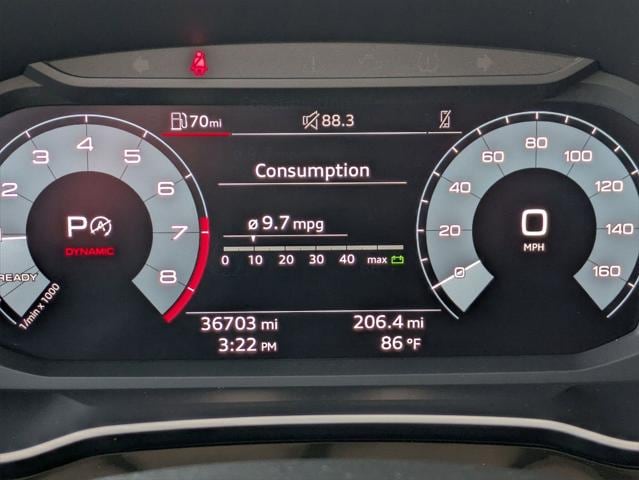 70mi 88.3
Consumption
ø 9.7 mpg
0 10 20 30 40 max
2 3 4 5 6 7 8
READY
1/min x 1000
P A
DYNAMIC
0 20 40 60 80 100 120 140 160
0
MPH
36703 mi 206.4 mi
3:22 PM 86 °F